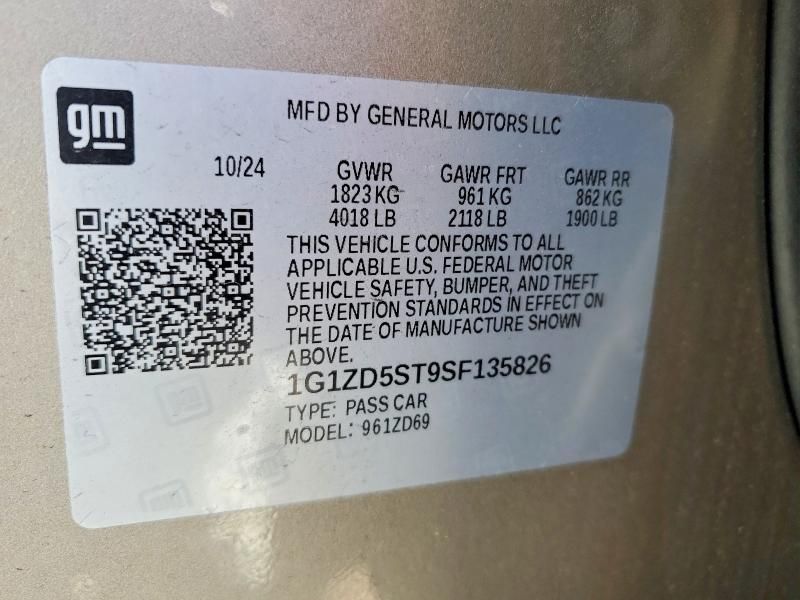 gm
MFD BY GENERAL MOTORS LLC
10/24 GVWR GAWR FRT GAWR RR
1823 KG 961 KG 862 KG
4018 LB 2118 LB 1900 LB
THIS VEHICLE CONFORMS TO ALL
APPLICABLE U.S. FEDERAL MOTOR
VEHICLE SAFETY, BUMPER, AND THEFT
PREVENTION STANDARDS IN EFFECT ON
THE DATE OF MANUFACTURE SHOWN
ABOVE.
1G1ZD5ST9SF135826
TYPE: PASS CAR
MODEL: 961ZD69